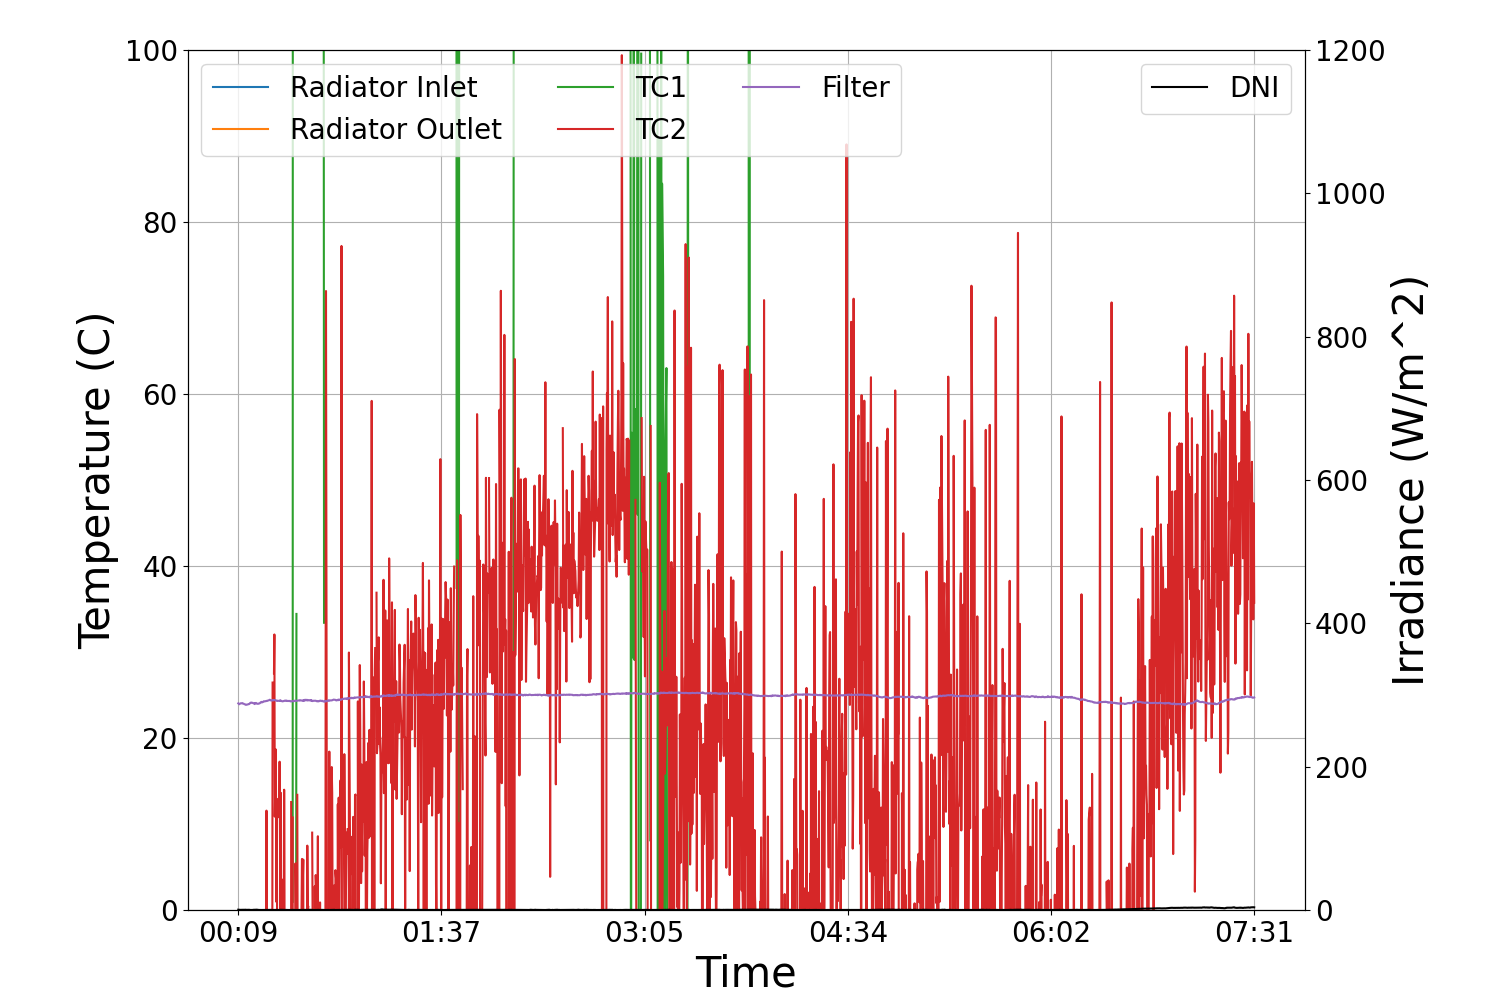 100
80
60
40
20
0
Temperature (C)
Radiator Inlet
Radiator Outlet
TC1
TC2
Filter
DNI
1200
1000
800
600
400
200
0
Irradiance (W/m^2)
00:09 01:37 03:05 04:34 06:02 07:31
Time